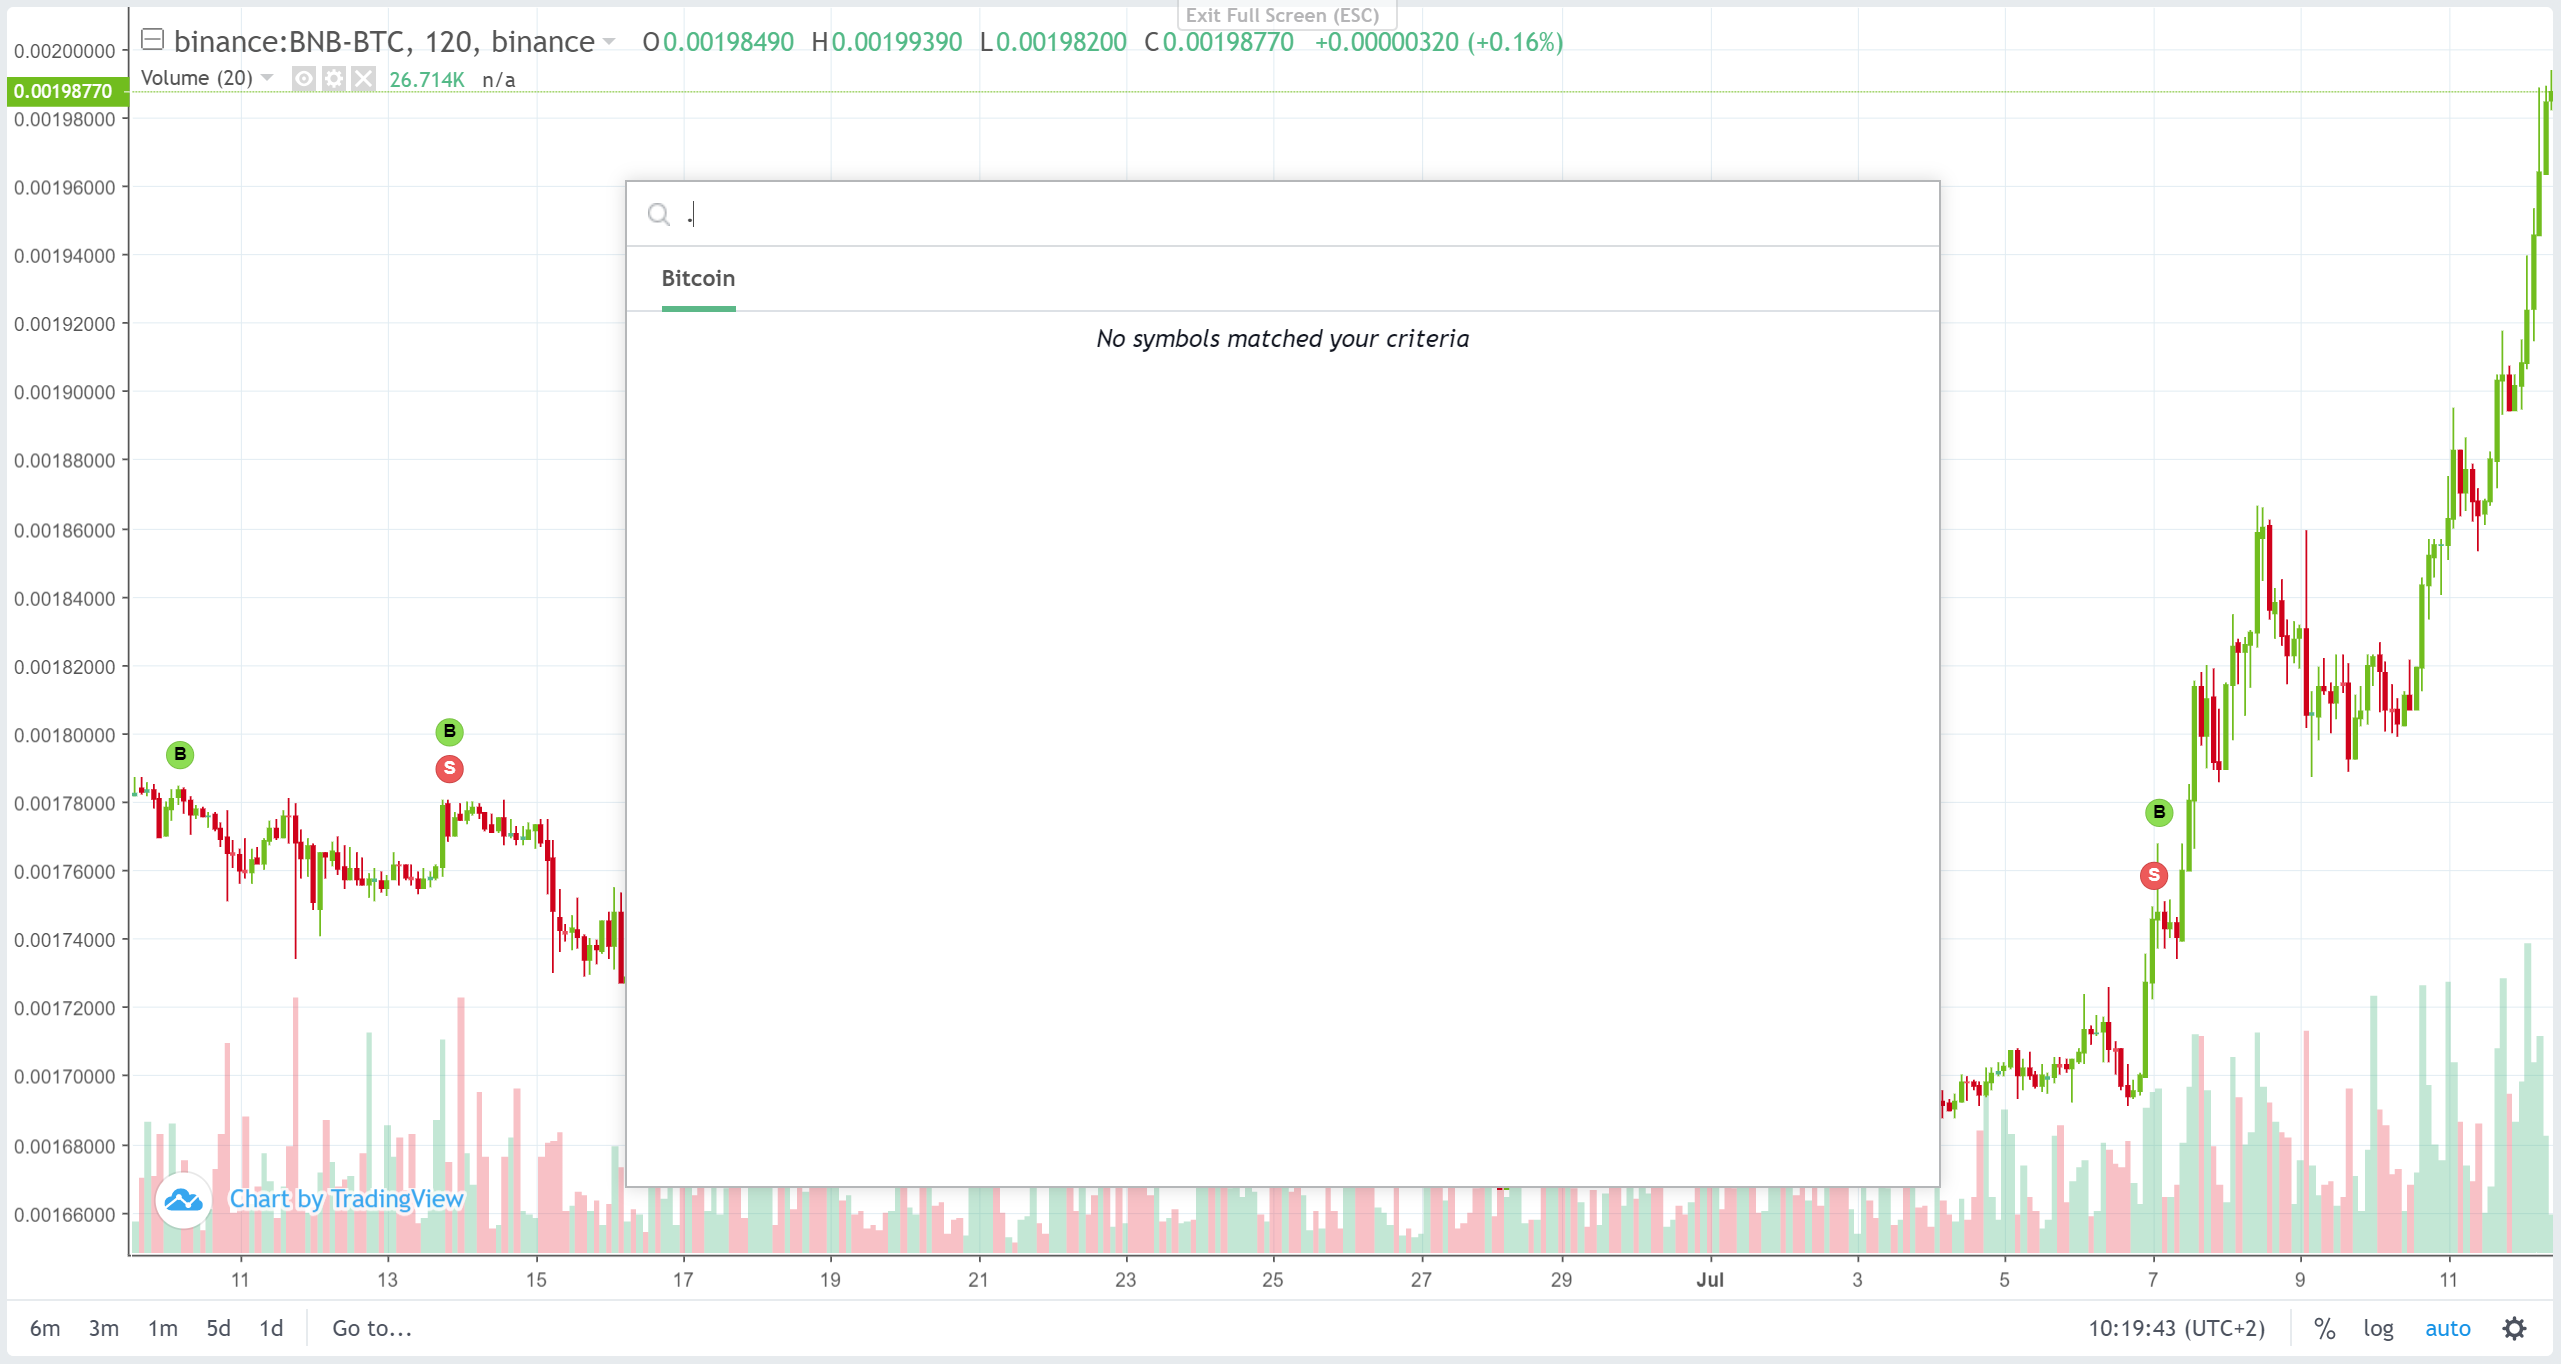 Exit Full Screen (ESC)
binance:BNB-BTC, 120, binance O0.00198490 H0.00199390 L0.00198200 C0.00198770 +0.00000320 (+0.16%)
Volume (20) 26.714K n/a
0.00200000
0.00198770
0.00198000
0.00196000
0.00194000
0.00192000
0.00190000
0.00188000
0.00186000
0.00184000
0.00182000
0.00180000
0.00178000
0.00176000
0.00174000
0.00172000
0.00170000
0.00168000
0.00166000
.
Bitcoin
No symbols matched your criteria
B
B
S
B
S
Chart by TradingView
11 13 15 17 19 21 23 25 27 29 Jul 3 5 7 9 11
6m 3m 1m 5d 1d Go to... 10:19:43 (UTC+2) % log auto